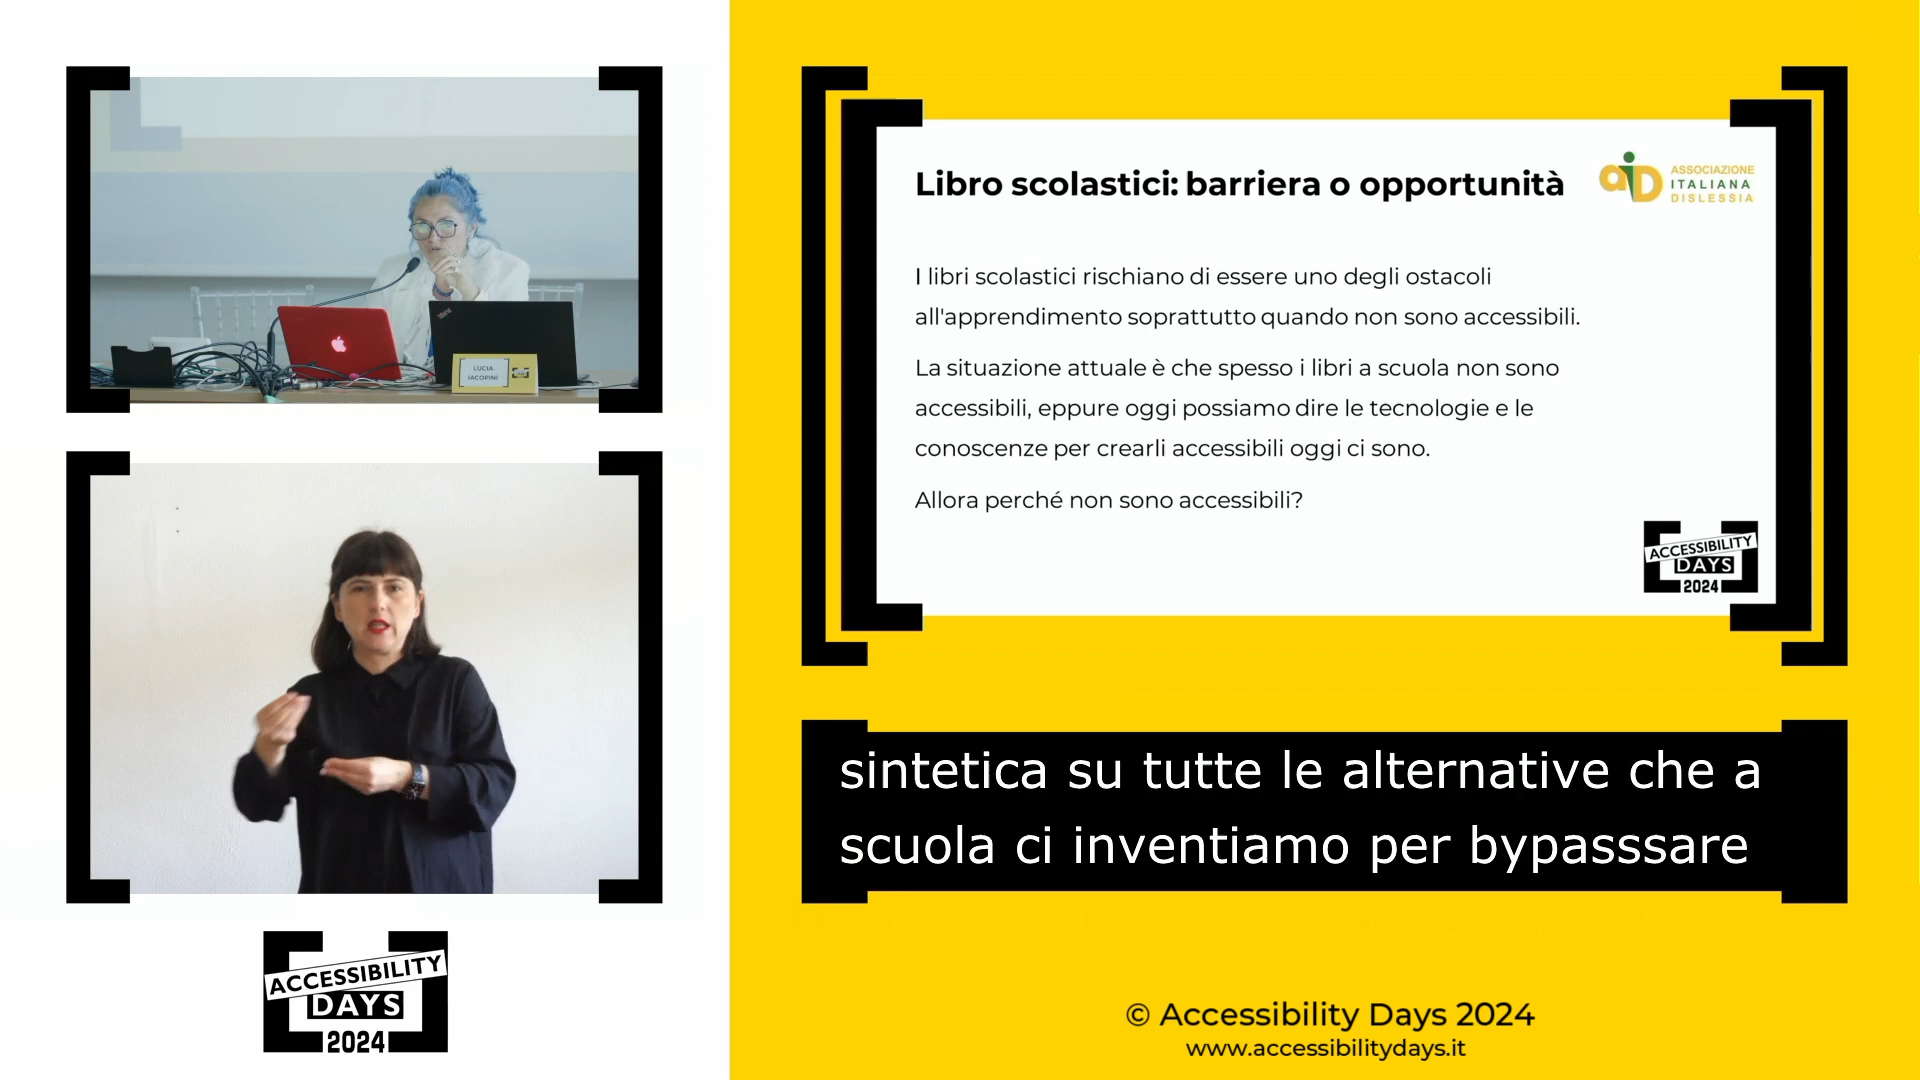 LUCIA
IACOPINI
ACCESSIBILITY
DAYS
2024
Libro scolastici: barriera o opportunità
aiD ASSOCIAZIONE
ITALIANA
DISLESSIA
I libri scolastici rischiano di essere uno degli ostacoli
all'apprendimento soprattutto quando non sono accessibili.
La situazione attuale è che spesso i libri a scuola non sono
accessibili, eppure oggi possiamo dire le tecnologie e le
conoscenze per crearli accessibili oggi ci sono.
Allora perché non sono accessibili?
ACCESSIBILITY
DAYS
2024
sintetica su tutte le alternative che a
scuola ci inventiamo per bypasssare
© Accessibility Days 2024
www.accessibilitydays.it